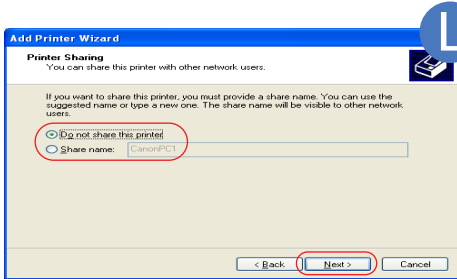 L
Add Printer Wizard
Printer Sharing
You can share this printer with other network users.
If you want to share this printer, you must provide a share name. You can use the
suggested name or type a new one. The share name will be visible to other network
users.
Do not share this printer
Share name: CanonPC1
< Back Next > Cancel